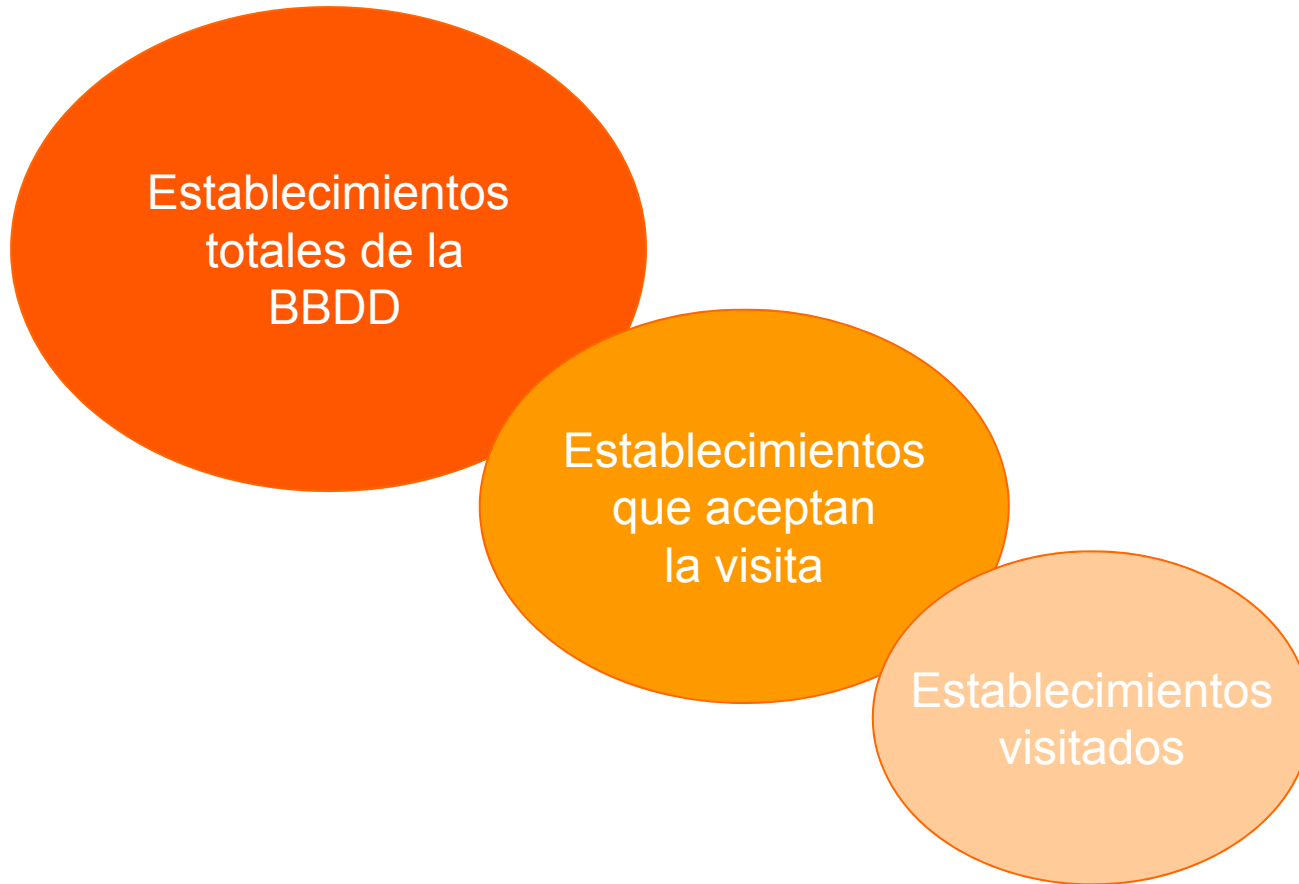 Establecimientos
totales de la
BBDD
Establecimientos
que aceptan
la visita
Establecimientos
visitados